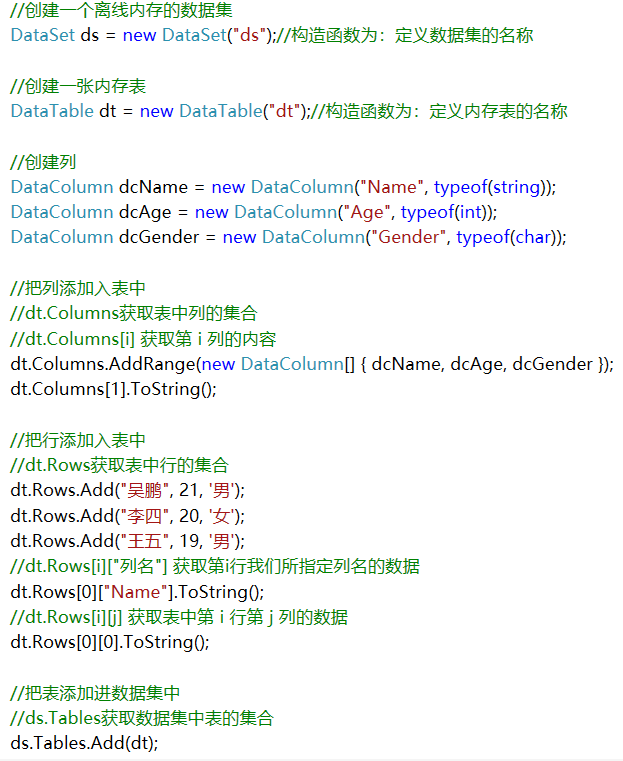 //创建一个离线内存的数据集
DataSet ds = new DataSet("ds");//构造函数为：定义数据集的名称
//创建一张内存表
DataTable dt = new DataTable("dt");//构造函数为：定义内存表的名称
//创建列
DataColumn dcName = new DataColumn("Name", typeof(string));
DataColumn dcAge = new DataColumn("Age", typeof(int));
DataColumn dcGender = new DataColumn("Gender", typeof(char));
//把列添加入表中
//dt.Columns获取表中列的集合
//dt.Columns[i] 获取第 i 列的内容
dt.Columns.AddRange(new DataColumn[] { dcName, dcAge, dcGender });
dt.Columns[1].ToString();
//把行添加入表中
//dt.Rows获取表中行的集合
dt.Rows.Add("吴鹏", 21, '男');
dt.Rows.Add("李四", 20, '女');
dt.Rows.Add("王五", 19, '男');
//dt.Rows[i]["列名"] 获取第i行我们所指定列名的数据
dt.Rows[0]["Name"].ToString();
//dt.Rows[i][j] 获取表中第 i 行第 j 列的数据
dt.Rows[0][0].ToString();
//把表添加进数据集中
//ds.Tables获取数据集中表的集合
ds.Tables.Add(dt);